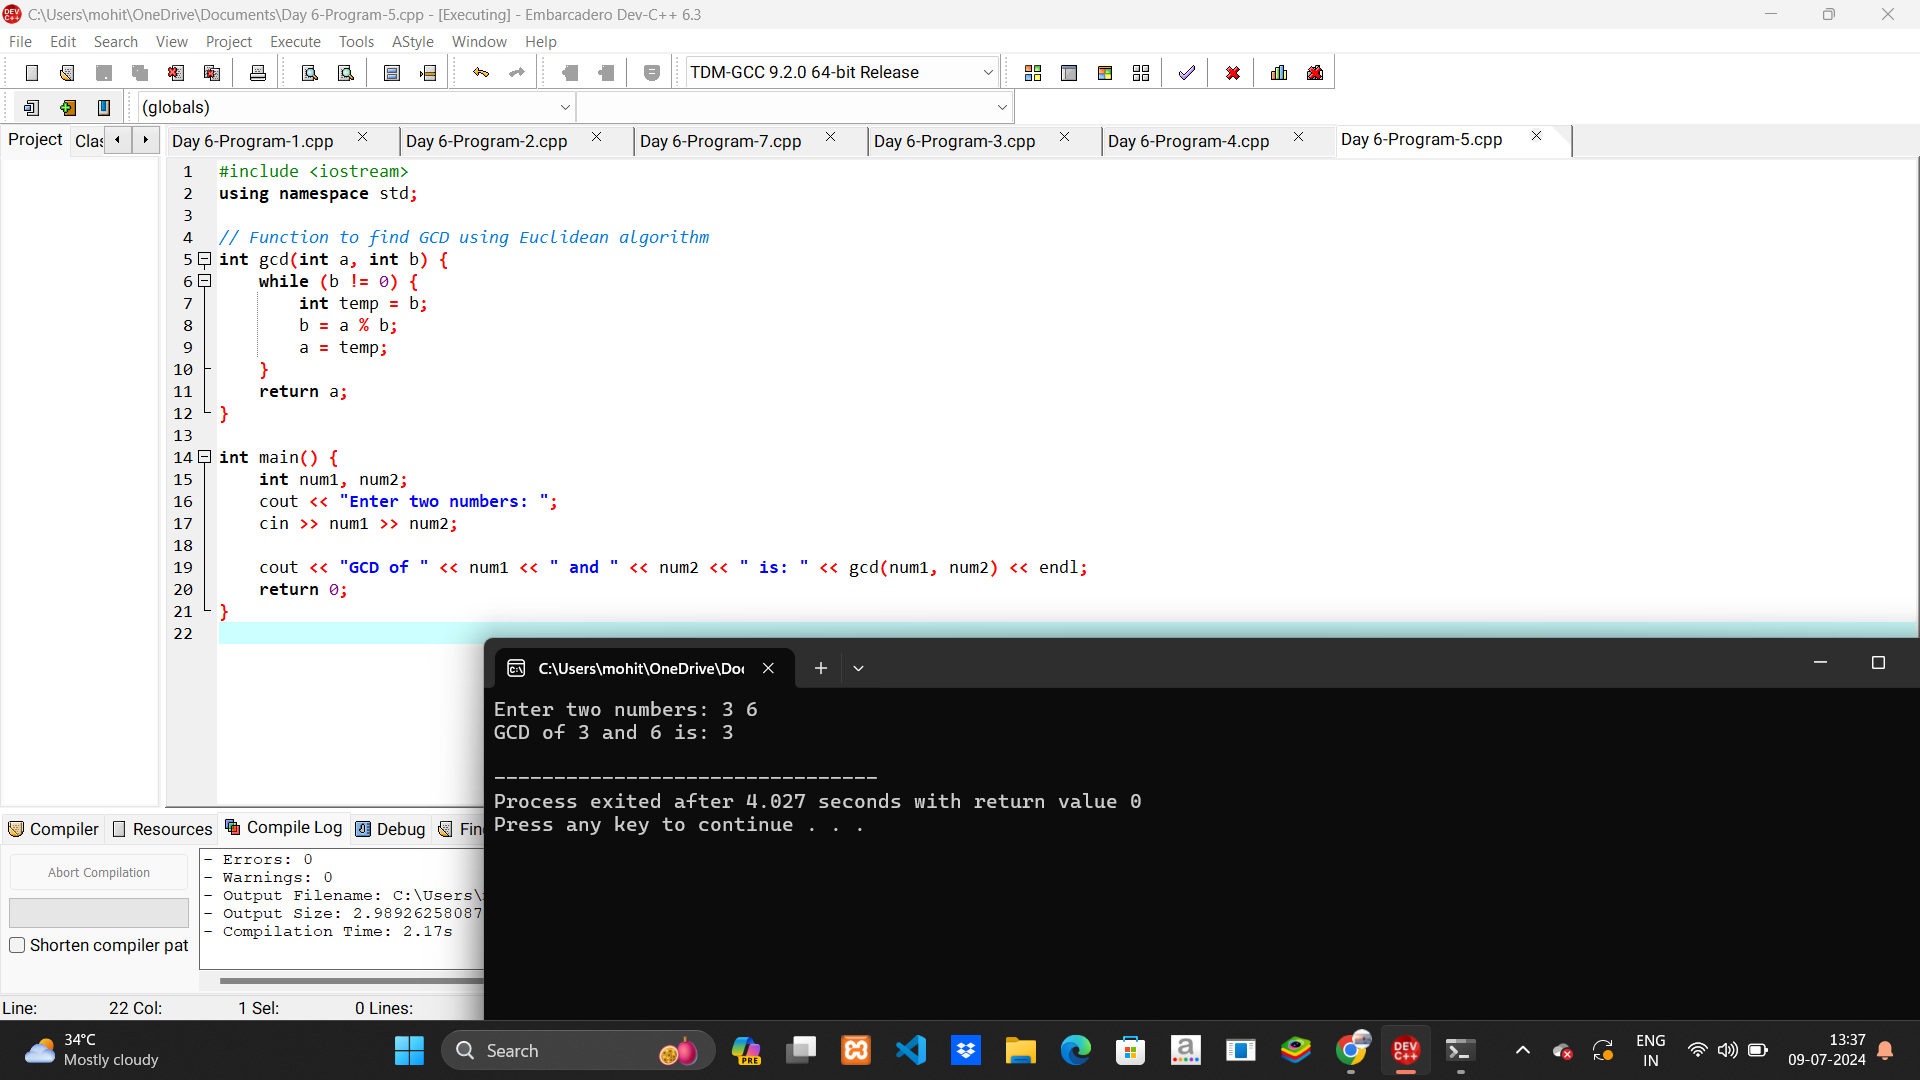 C:\Users\mohit\OneDrive\Documents\Day 6-Program-5.cpp - [Executing] - Embarcadero Dev-C++ 6.3
File Edit Search View Project Execute Tools AStyle Window Help
TDM-GCC 9.2.0 64-bit Release
(globals)
Project Clas Day 6-Program-1.cpp Day 6-Program-2.cpp Day 6-Program-7.cpp Day 6-Program-3.cpp Day 6-Program-4.cpp Day 6-Program-5.cpp
1 #include <iostream>
2 using namespace std;
3
4 // Function to find GCD using Euclidean algorithm
5 int gcd(int a, int b) {
6 while (b != 0) {
7 int temp = b;
8 b = a % b;
9 a = temp;
10 }
11 return a;
12 }
13
14 int main() {
15 int num1, num2;
16 cout << "Enter two numbers: ";
17 cin >> num1 >> num2;
18
19 cout << "GCD of " << num1 << " and " << num2 << " is: " << gcd(num1, num2) << endl;
20 return 0;
21 }
22
C:\Users\mohit\OneDrive\Do
Enter two numbers: 3 6
GCD of 3 and 6 is: 3
--------------------------------
Process exited after 4.027 seconds with return value 0
Press any key to continue . . .
Compiler Resources Compile Log Debug Fin
Abort Compilation
Shorten compiler pat
- Errors: 0
- Warnings: 0
- Output Filename: C:\Users\
- Output Size: 2.98926258087
- Compilation Time: 2.17s
Line: 22 Col: 1 Sel: 0 Lines:
34°C
Mostly cloudy
Search
PRE
DEV C++
ENG
IN
13:37
09-07-2024